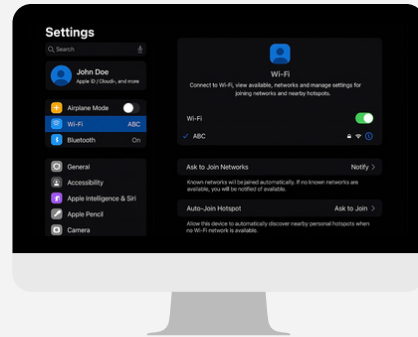 Settings
Search
John Doe
Apple ID / Cloud+, and more
Airplane Mode
Wi-Fi ABC
Bluetooth On
General
Accessibility
Apple Intelligence & Siri
Apple Pencil
Camera
Wi-Fi
Connect to Wi-Fi, view available, networks and manage settings for
joining networks and nearby hotspots.
Wi-Fi
ABC
Ask to Join Networks Notify
Known networks will be joined automatically. If no known networks are
available, you will be notified of available.
Auto-Join Hotspot Ask to Join
Allow this device to automatically discover nearby personal hotspots when
no Wi-Fi network is available.